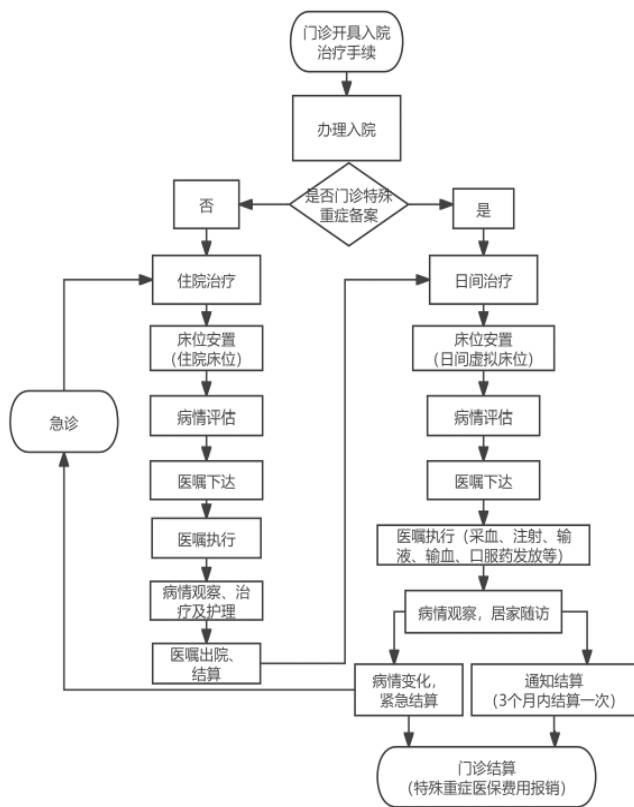 门诊开具入院
治疗手续
办理入院
是否门诊特殊
重症备案
否
是
住院治疗
日间治疗
床位安置
（住院床位）
床位安置
（日间虚拟床位）
急诊
病情评估
病情评估
医嘱下达
医嘱下达
医嘱执行
医嘱执行（采血、注射、输
液、输血、口服药发放等）
病情观察、治
疗及护理
病情观察，居家随访
医嘱出院、
结算
病情变化，
紧急结算
通知结算
（3个月内结算一次）
门诊结算
（特殊重症医保费用报销）